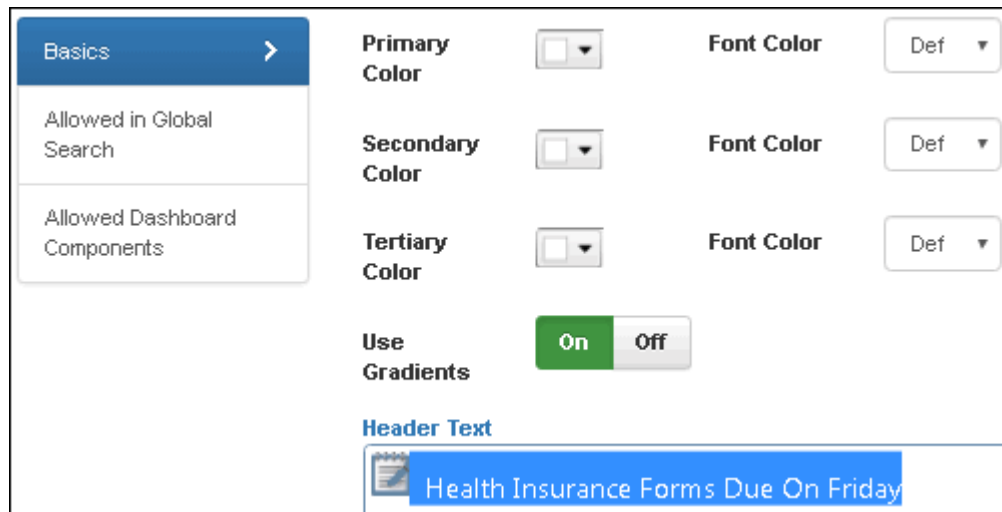 Basics
Allowed in Global
Search
Allowed Dashboard
Components
Primary
Color
Font Color
Def
Secondary
Color
Font Color
Def
Tertiary
Color
Font Color
Def
Use
Gradients
On
Off
Header Text
Health Insurance Forms Due On Friday